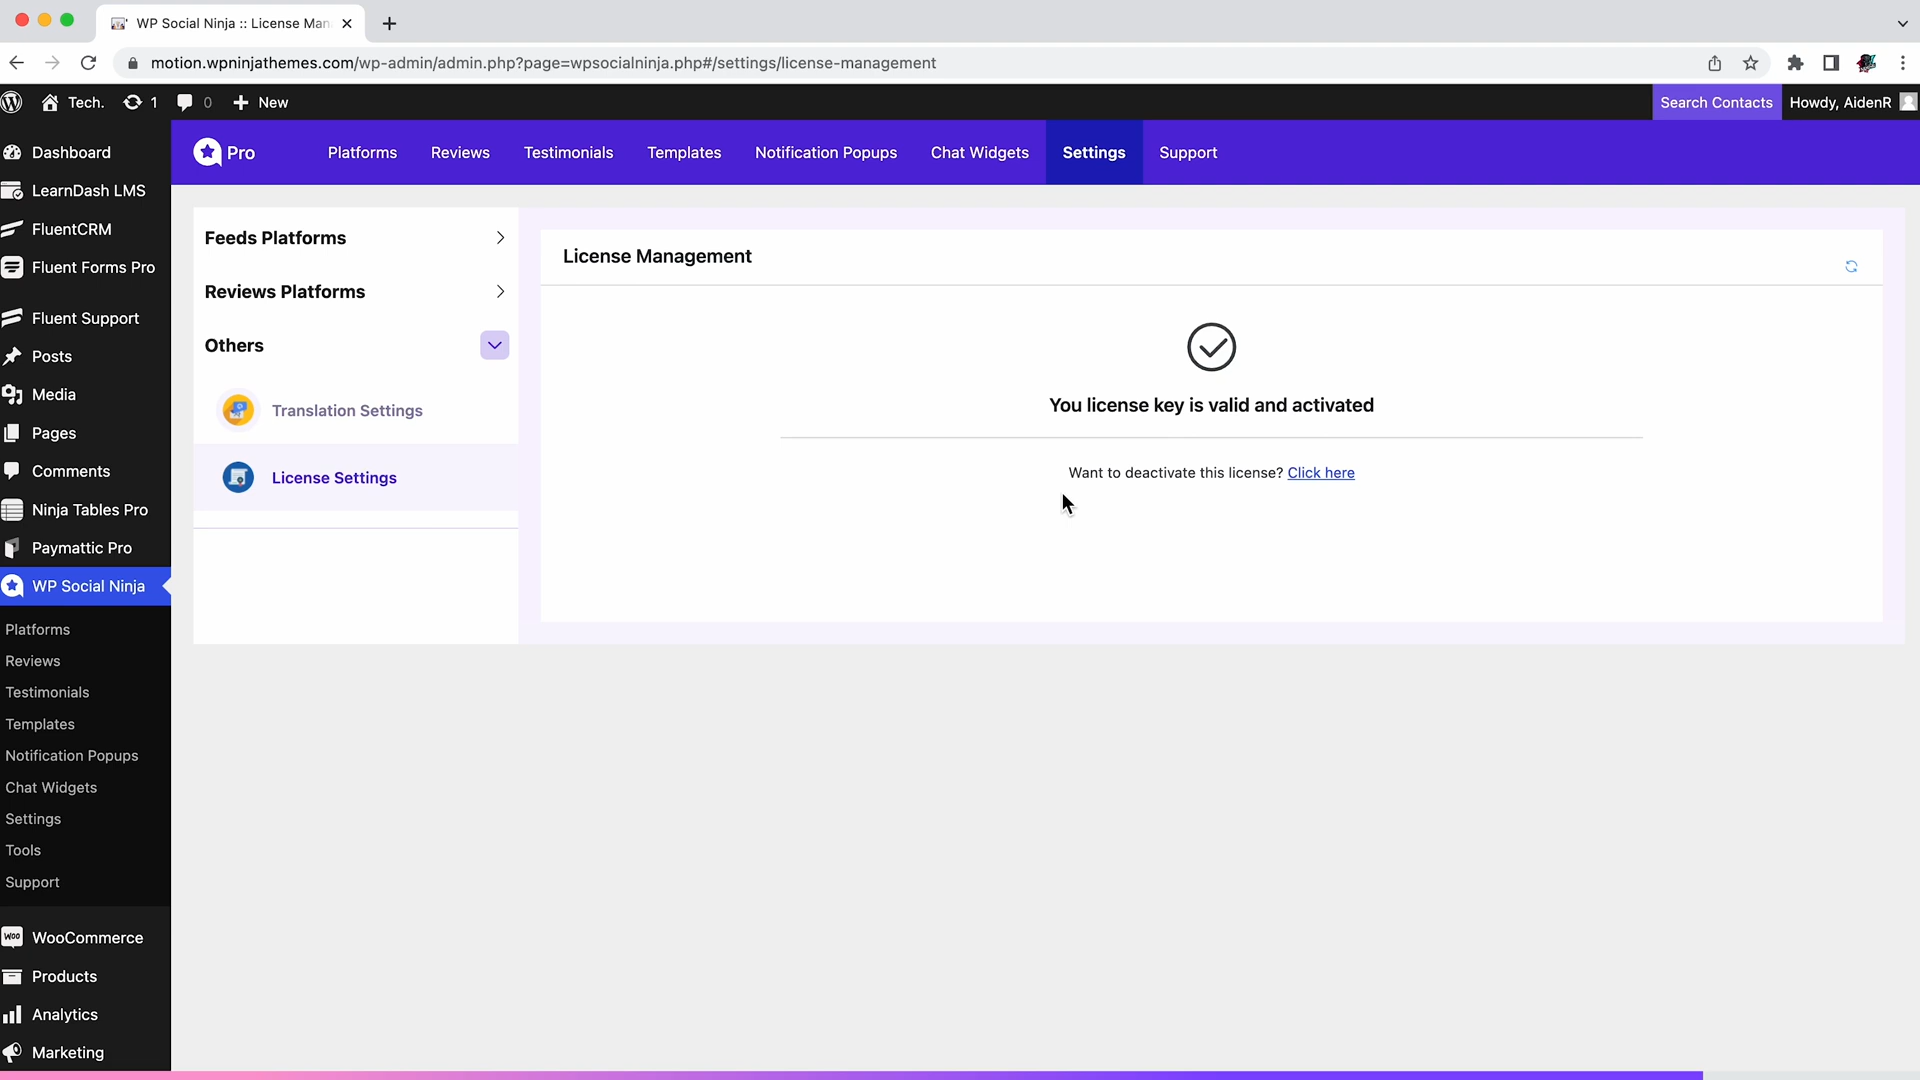 WP Social Ninja :: License Man
motion.wpninjathemes.com/wp-admin/admin.php?page=wpsocialninja.php#/settings/license-management
Tech. 1 0 New Search Contacts Howdy, AidenR
Pro Platforms Reviews Testimonials Templates Notification Popups Chat Widgets Settings Support
Dashboard
LearnDash LMS
FluentCRM
Fluent Forms Pro
Fluent Support
Posts
Media
Pages
Comments
Ninja Tables Pro
Paymattic Pro
WP Social Ninja
Platforms
Reviews
Testimonials
Templates
Notification Popups
Chat Widgets
Settings
Tools
Support
WOO WooCommerce
Products
Analytics
Marketing
Feeds Platforms
Reviews Platforms
Others
Translation Settings
License Settings
License Management
You license key is valid and activated
Want to deactivate this license? Click here